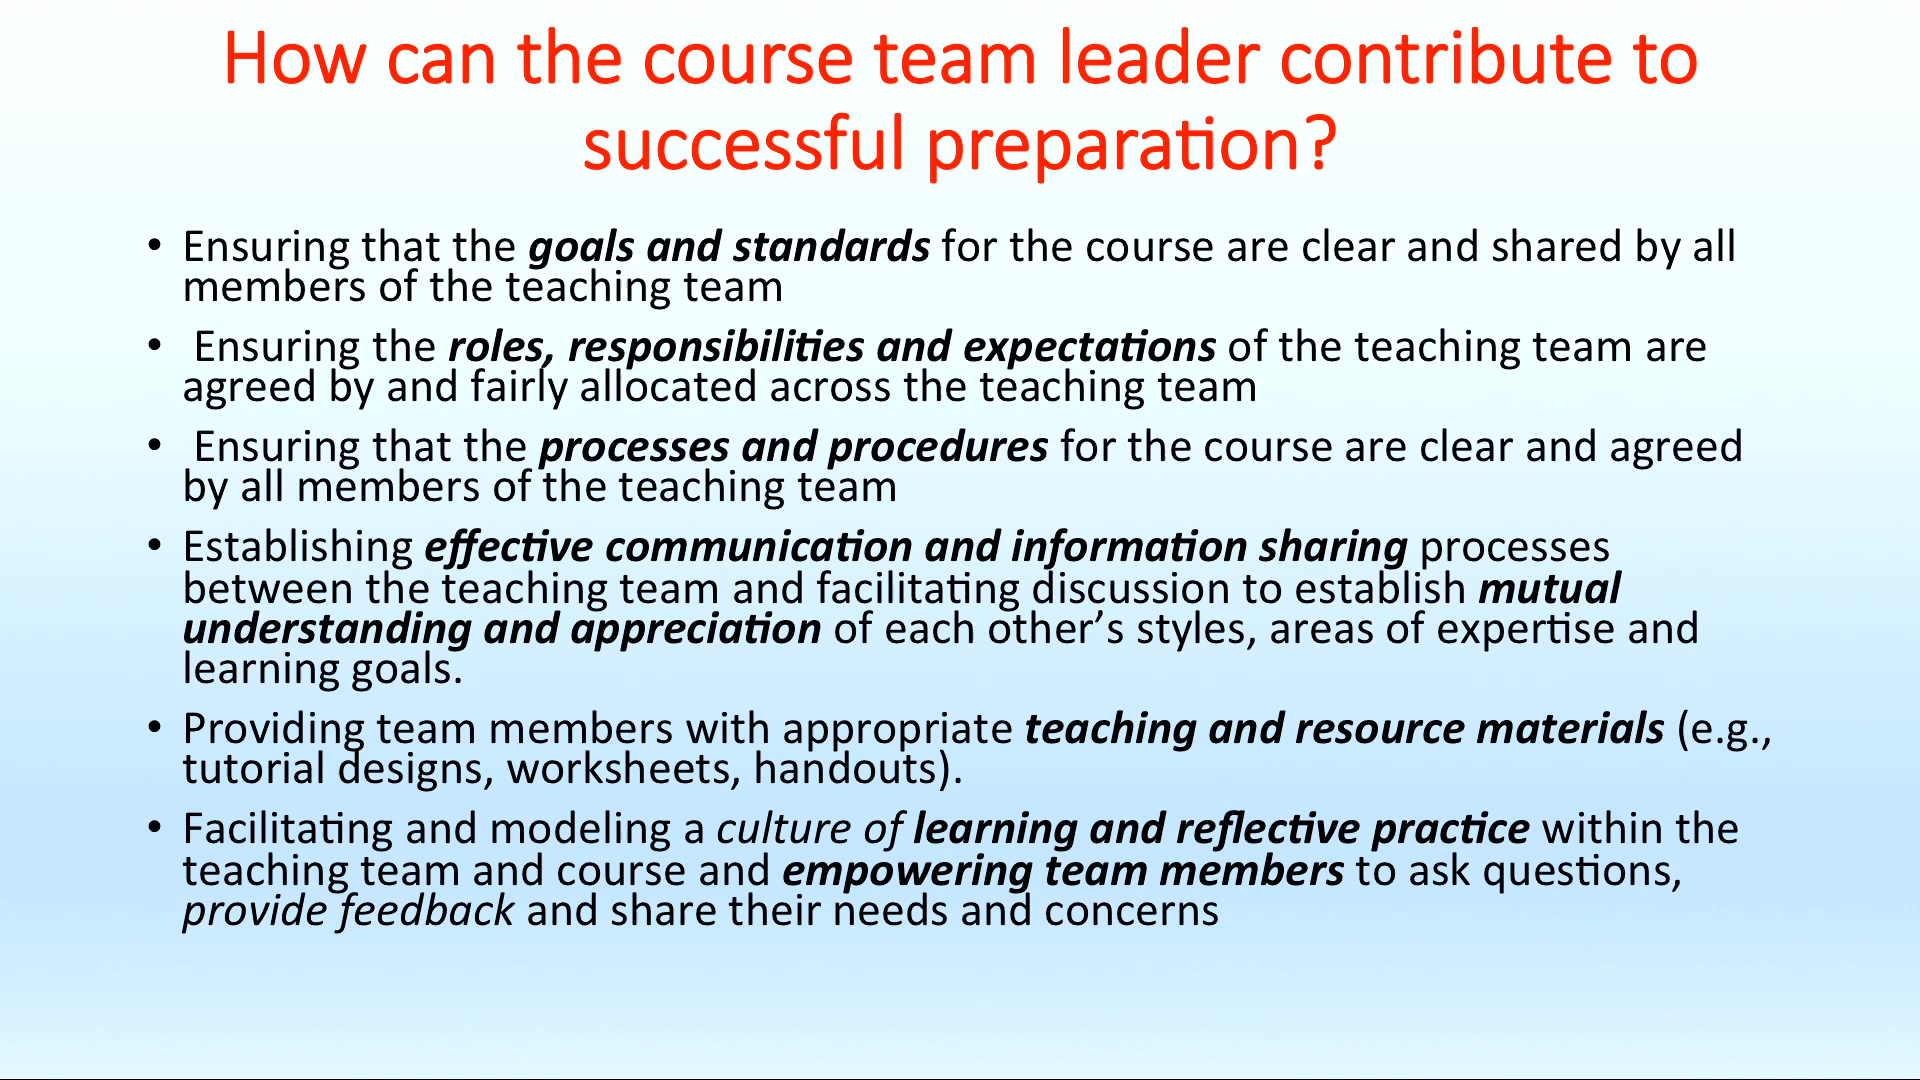 How can the course team leader contribute to
successful preparation?
• Ensuring that the goals and standards for the course are clear and shared by all
members of the teaching team
• Ensuring the roles, responsibilities and expectations of the teaching team are
agreed by and fairly allocated across the teaching team
• Ensuring that the processes and procedures for the course are clear and agreed
by all members of the teaching team
• Establishing effective communication and information sharing processes
between the teaching team and facilitating discussion to establish mutual
understanding and appreciation of each other’s styles, areas of expertise and
learning goals.
• Providing team members with appropriate teaching and resource materials (e.g.,
tutorial designs, worksheets, handouts).
• Facilitating and modeling a culture of learning and reflective practice within the
teaching team and course and empowering team members to ask questions,
provide feedback and share their needs and concerns